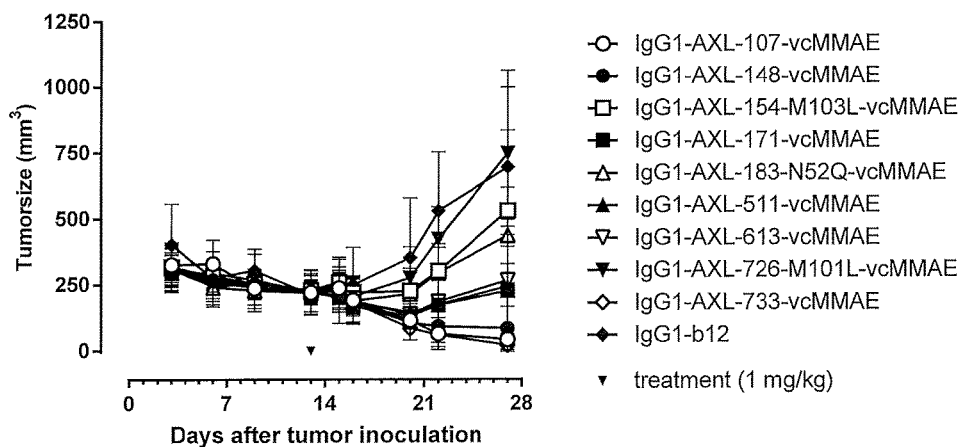 1250
1000
750
500
250
0
Tumorsize (mm³)
0 7 14 21 28
Days after tumor inoculation
IgG1-AXL-107-vcMMAE
IgG1-AXL-148-vcMMAE
IgG1-AXL-154-M103L-vcMMAE
IgG1-AXL-171-vcMMAE
IgG1-AXL-183-N52Q-vcMMAE
IgG1-AXL-511-vcMMAE
IgG1-AXL-613-vcMMAE
IgG1-AXL-726-M101L-vcMMAE
IgG1-AXL-733-vcMMAE
IgG1-b12
treatment (1 mg/kg)